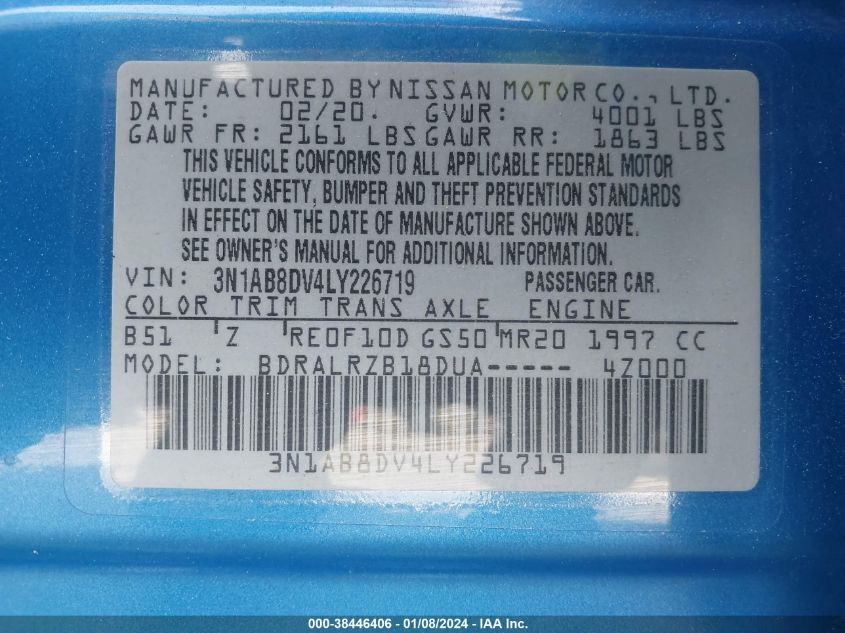 MANUFACTURED BY NISSAN MOTOR CO., LTD.
DATE: 02/20. GVWR: 4001 LBS
GAWR FR: 2161 LBS GAWR RR: 1863 LBS
THIS VEHICLE CONFORMS TO ALL APPLICABLE FEDERAL MOTOR
VEHICLE SAFETY, BUMPER AND THEFT PREVENTION STANDARDS
IN EFFECT ON THE DATE OF MANUFACTURE SHOWN ABOVE.
SEE OWNER'S MANUAL FOR ADDITIONAL INFORMATION.
VIN: 3N1AB8DV4LY226719 PASSENGER CAR.
COLOR TRIM TRANS AXLE ENGINE
B51 Z RE0F10D GS50 MR20 1997 CC
MODEL: BDRALRZB18DUA----- 4Z000
3N1AB8DV4LY226719
000-38446406 - 01/08/2024 - IAA Inc.